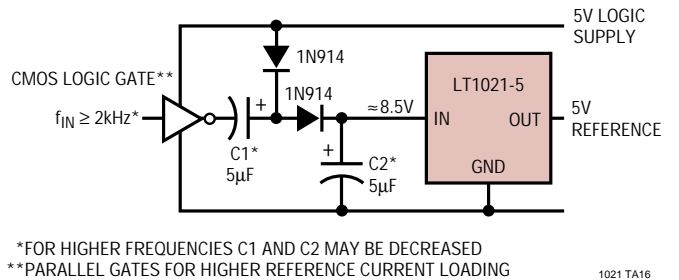 5V LOGIC
SUPPLY
1N914
CMOS LOGIC GATE**
1N914
LT1021-5
fIN ≥ 2kHz*
+
≈8.5V
IN
OUT
5V
REFERENCE
C1*
5µF
+
C2*
5µF
GND
*FOR HIGHER FREQUENCIES C1 AND C2 MAY BE DECREASED
**PARALLEL GATES FOR HIGHER REFERENCE CURRENT LOADING
1021 TA16